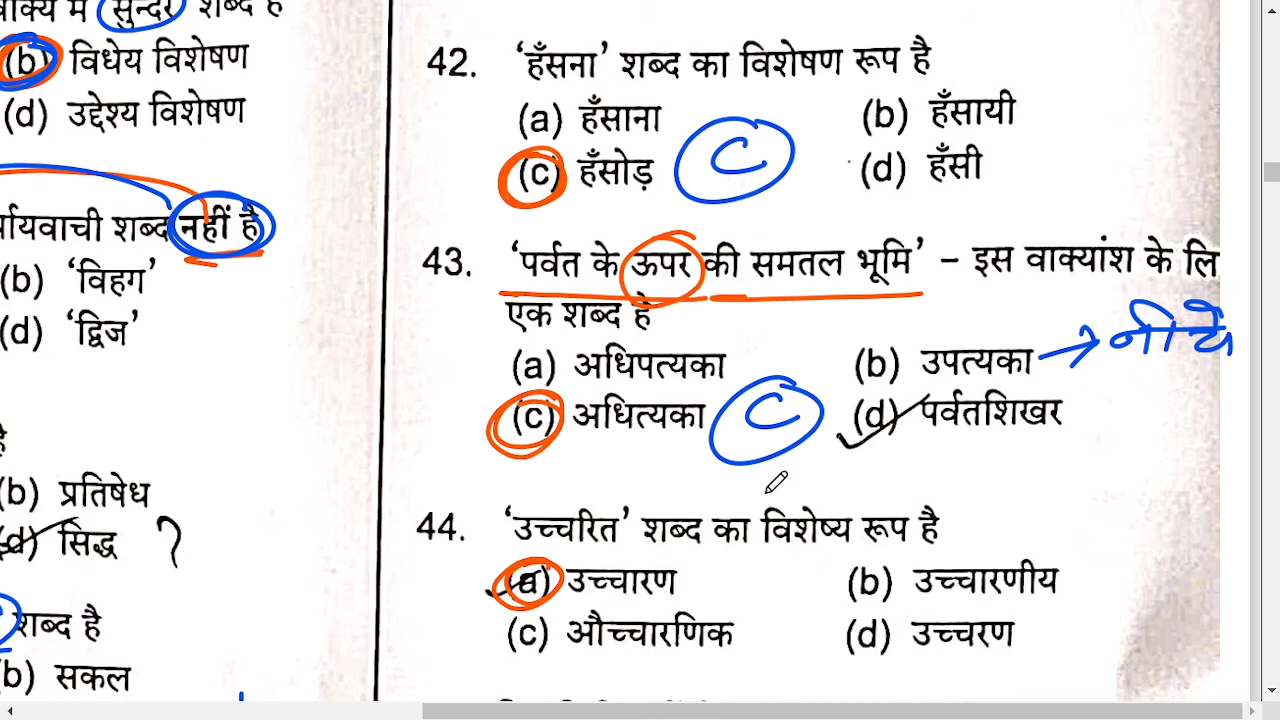 वाक्य में सुन्दर शब्द है
(b) विधेय विशेषण
(d) उद्देश्य विशेषण
र्यायवाची शब्द नहीं है
(b) ‘विहग’
(d) ‘द्विज’
है
(b) प्रतिषेध
(d) सिद्ध ?
शब्द है
(b) सकल
42. ‘हँसना’ शब्द का विशेषण रूप है
(a) हँसाना (b) हँसायी
(c) हँसोड़ C (d) हँसी
43. ‘पर्वत के ऊपर की समतल भूमि’ – इस वाक्यांश के लि
एक शब्द है
(a) अधिपत्यका (b) उपत्यका → नीचे
(c) अधित्यका C (d) पर्वतशिखर
44. ‘उच्चरित’ शब्द का विशेष्य रूप है
(a) उच्चारण (b) उच्चारणीय
(c) औच्चारणिक (d) उच्चरण